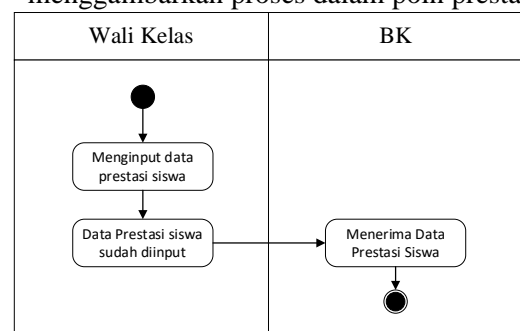 menggambarkan proses dalam poin
Wali Kelas
BK
Menginput data
prestasi siswa
Data Prestasi siswa
sudah diinput
Menerima Data
Prestasi Siswa